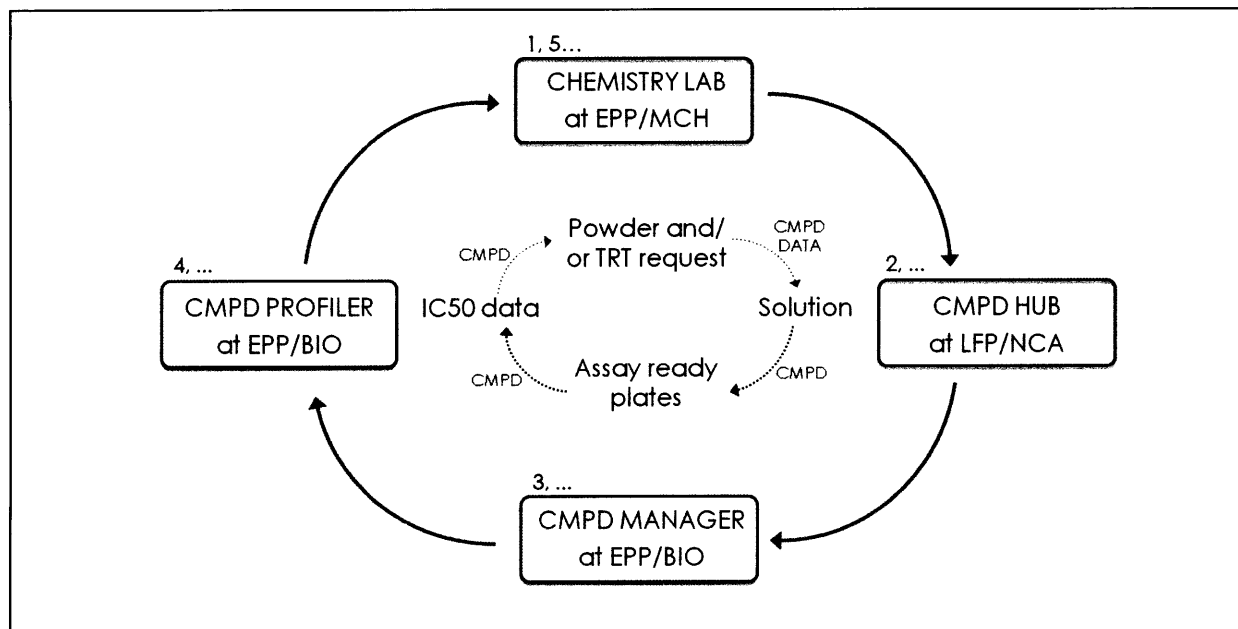 1, 5...
CHEMISTRY LAB
at EPP/MCH
Powder and/
or TRT request
CMPD
DATA
CMPD
4, ...
CMPD PROFILER
at EPP/BIO
IC50 data
Solution
2, ...
CMPD HUB
at LFP/NCA
CMPD
Assay ready
plates
CMPD
3, ...
CMPD MANAGER
at EPP/BIO